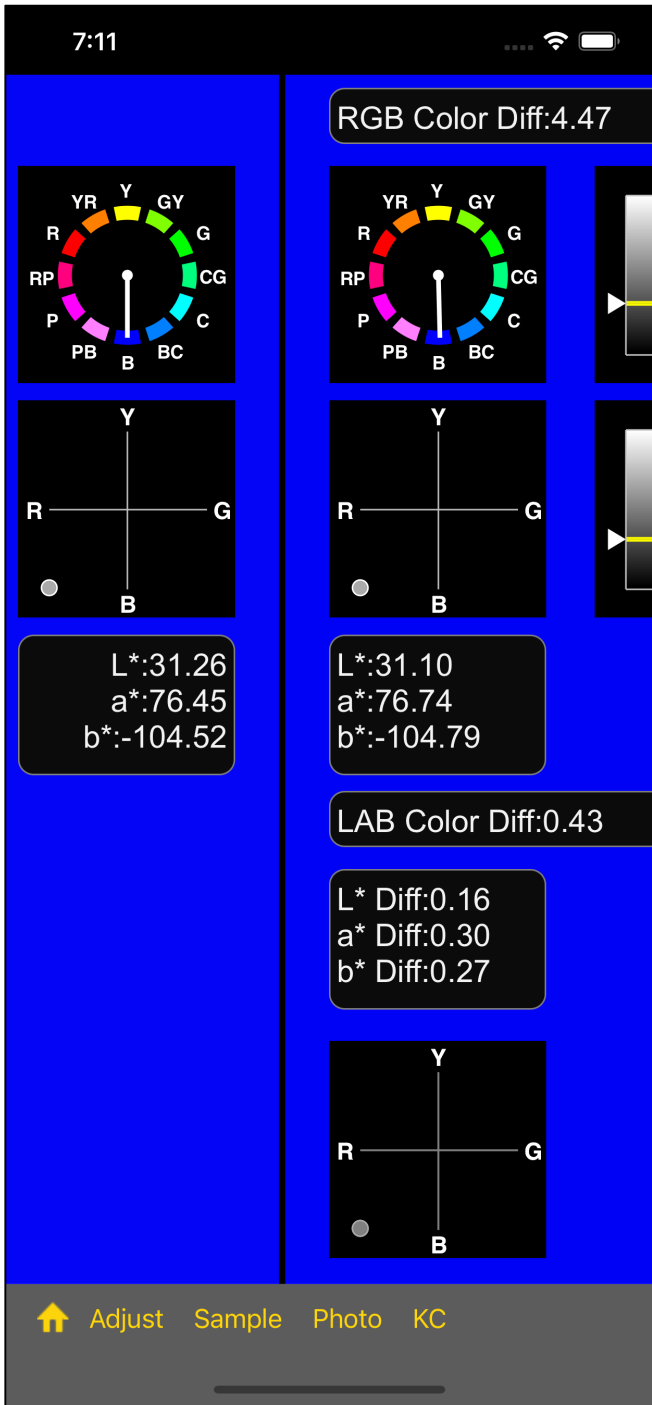 7:11
RGB Color Diff:4.47
Y
YR
GY
R
G
RP
CG
P
C
PB
BC
B
Y
YR
GY
R
G
RP
CG
P
C
PB
BC
B
Y
R
G
B
Y
R
G
B
L*:31.26
a*:76.45
b*:-104.52
L*:31.10
a*:76.74
b*:-104.79
LAB Color Diff:0.43
L* Diff:0.16
a* Diff:0.30
b* Diff:0.27
Y
R
G
B
Adjust Sample Photo KC